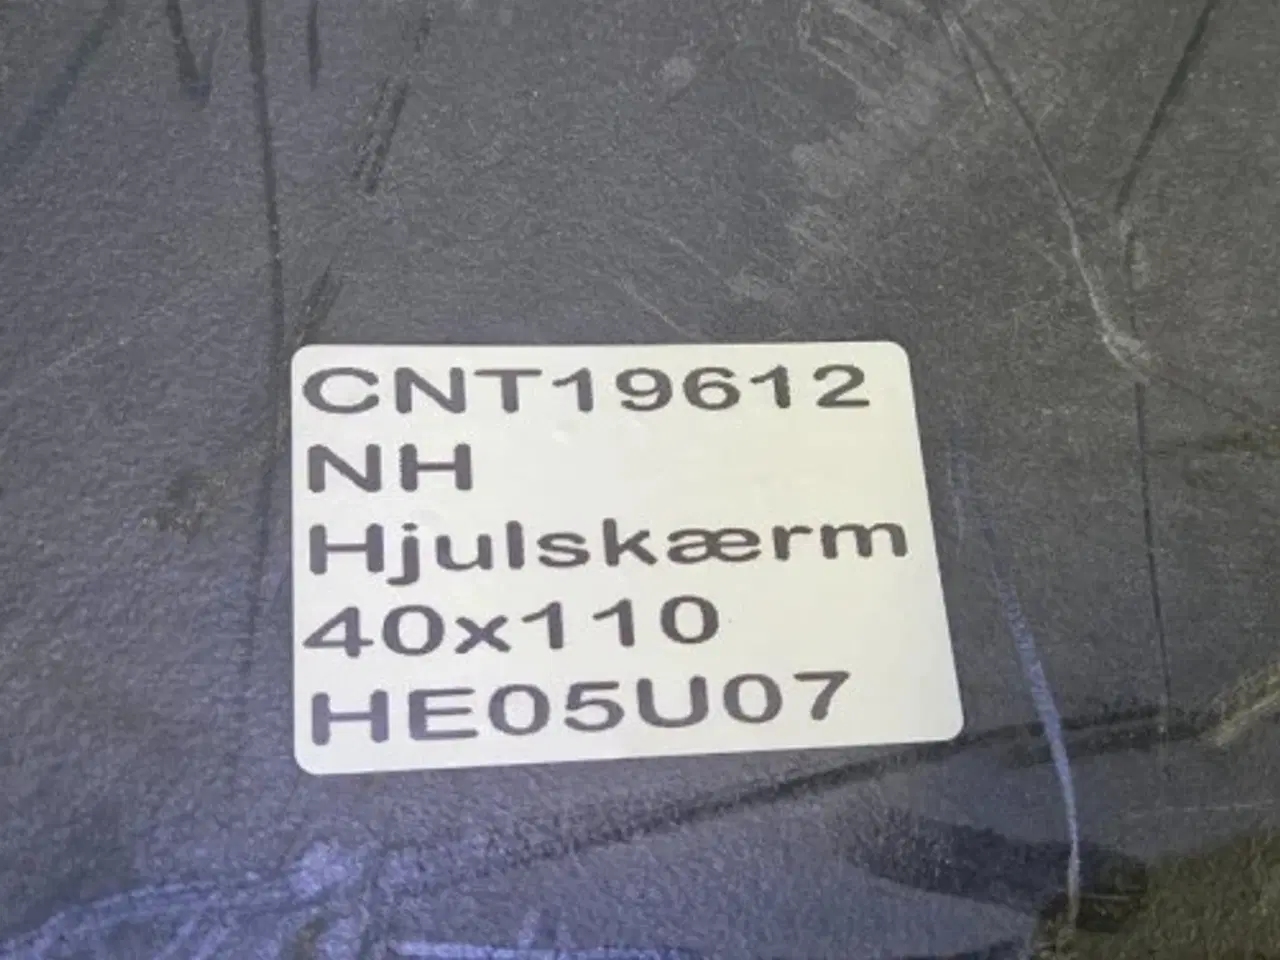 CNT19612
NH
Hjulskærm
40x110
HE05U07